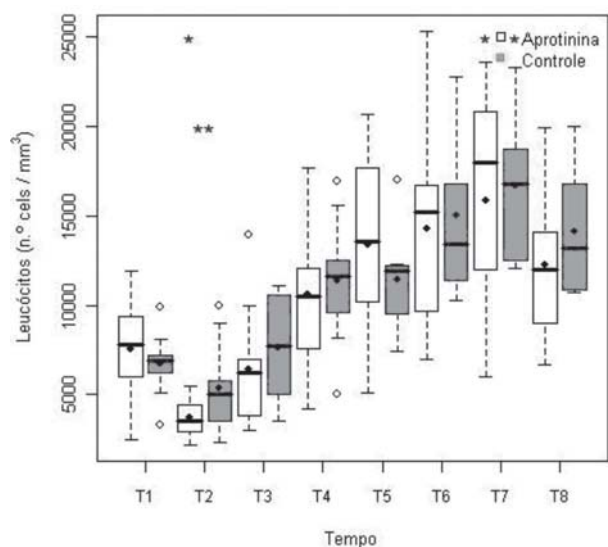 25000
20000
15000
10000
5000
Leucócitos (n.º cels / mm³)
★
★★
★ ★ Aprotinina
Controle
T1 T2 T3 T4 T5 T6 T7 T8
Tempo